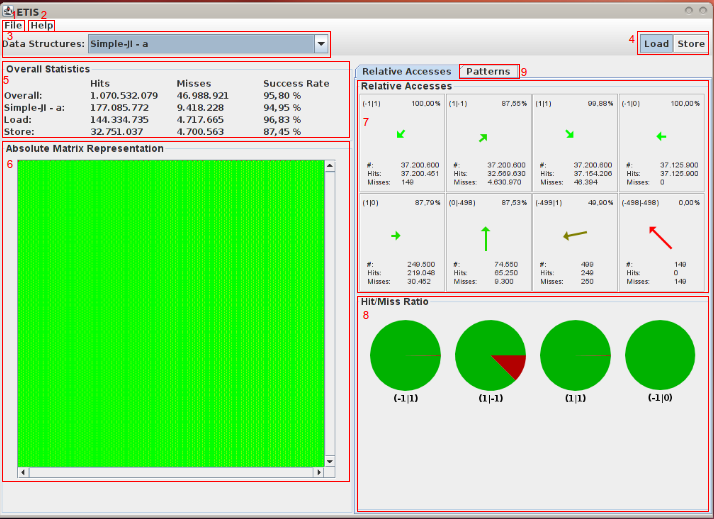 ETIS
1 2
File Help
3
Data Structures: Simple-JI - a
4 Load Store
5
Overall Statistics
Hits Misses Success Rate
Overall: 1.070.532.079 46.988.921 95,80 %
Simple-JI - a: 177.085.772 9.418.228 94,95 %
Load: 144.334.735 4.717.665 96,83 %
Store: 32.751.037 4.700.563 87,45 %
6
Absolute Matrix Representation
Relative Accesses Patterns 9
Relative Accesses
7
(-1|1) 100,00% (1|-1) 87,55% (1|1) 99,88% (-1|0) 100,00%
#: 37.200.600 37.200.600 37.200.600 37.125.900
Hits: 37.200.451 32.569.630 37.154.206 37.125.900
Misses: 149 4.630.970 46.394 0
(1|0) 87,79% (0|-498) 87,53% (-499|1) 49,90% (-498|-498) 0,00%
#: 249.500 #: 74.550 #: 499 #: 149
Hits: 219.048 Hits: 65.250 Hits: 249 Hits: 0
Misses: 30.452 Misses: 9.300 Misses: 250 Misses: 149
Hit/Miss Ratio
8
(-1|1) (1|-1) (1|1) (-1|0)